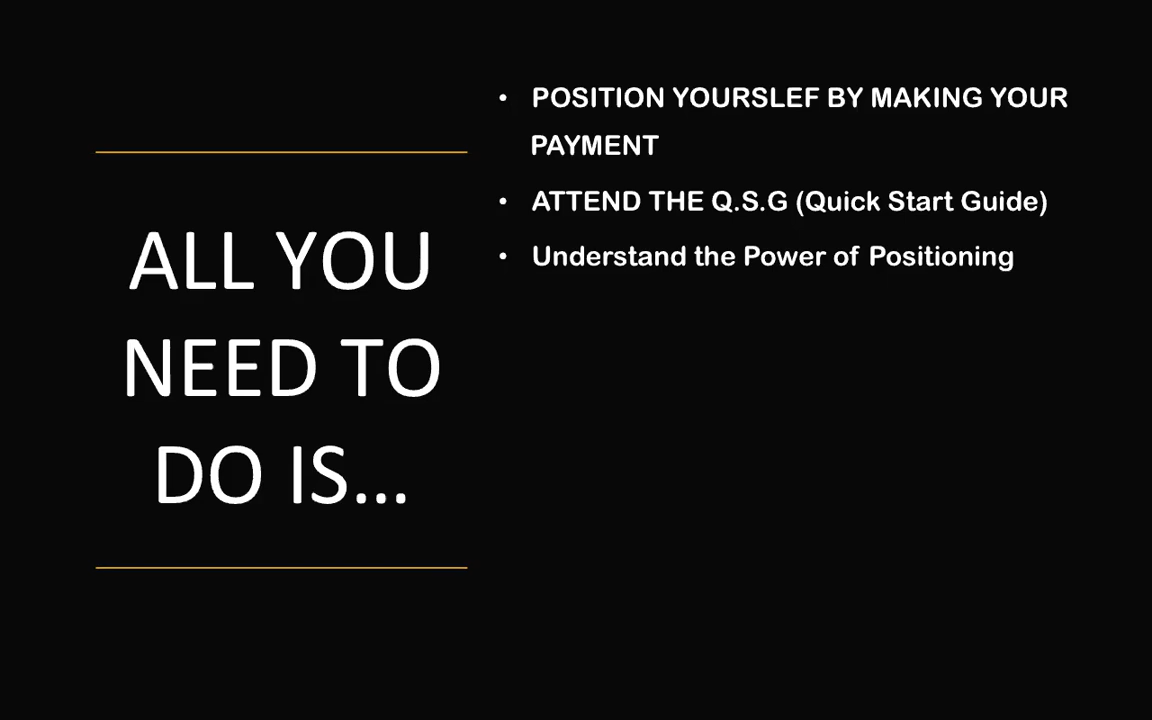 ALL YOU
NEED TO
DO IS...
• POSITION YOURSLEF BY MAKING YOUR
PAYMENT
• ATTEND THE Q.S.G (Quick Start Guide)
• Understand the Power of Positioning